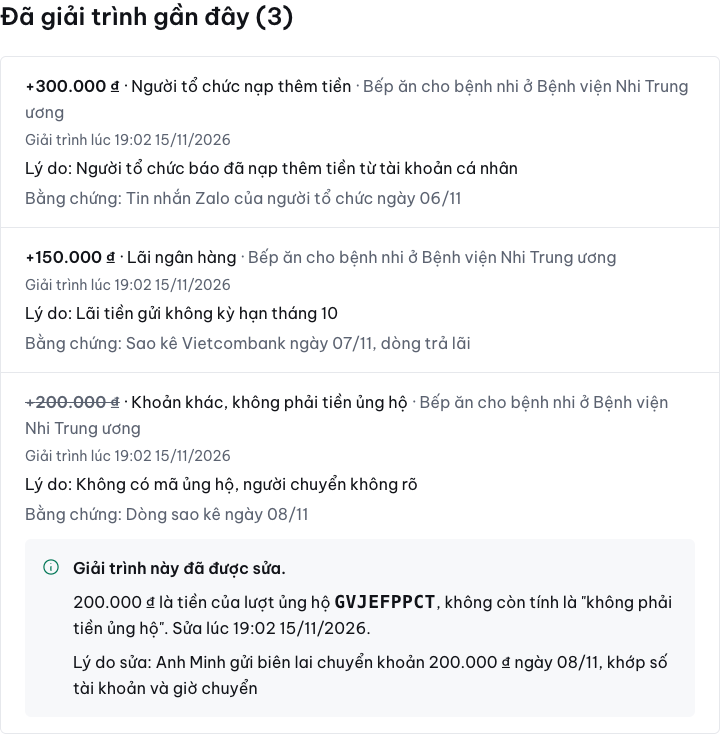 Đã giải trình gần đây (3)
+300.000 ₫ · Người tổ chức nạp thêm tiền · Bếp ăn cho bệnh nhi ở Bệnh viện Nhi Trung
ương
Giải trình lúc 19:02 15/11/2026
Lý do: Người tổ chức báo đã nạp thêm tiền từ tài khoản cá nhân
Bằng chứng: Tin nhắn Zalo của người tổ chức ngày 06/11
+150.000 ₫ · Lãi ngân hàng · Bếp ăn cho bệnh nhi ở Bệnh viện Nhi Trung ương
Giải trình lúc 19:02 15/11/2026
Lý do: Lãi tiền gửi không kỳ hạn tháng 10
Bằng chứng: Sao kê Vietcombank ngày 07/11, dòng trả lãi
+200.000 ₫ · Khoản khác, không phải tiền ủng hộ · Bếp ăn cho bệnh nhi ở Bệnh viện
Nhi Trung ương
Giải trình lúc 19:02 15/11/2026
Lý do: Không có mã ủng hộ, người chuyển không rõ
Bằng chứng: Dòng sao kê ngày 08/11
Giải trình này đã được sửa.
200.000 ₫ là tiền của lượt ủng hộ GVJEFPPCT, không còn tính là "không phải
tiền ủng hộ". Sửa lúc 19:02 15/11/2026.
Lý do sửa: Anh Minh gửi biên lai chuyển khoản 200.000 ₫ ngày 08/11, khớp số
tài khoản và giờ chuyển